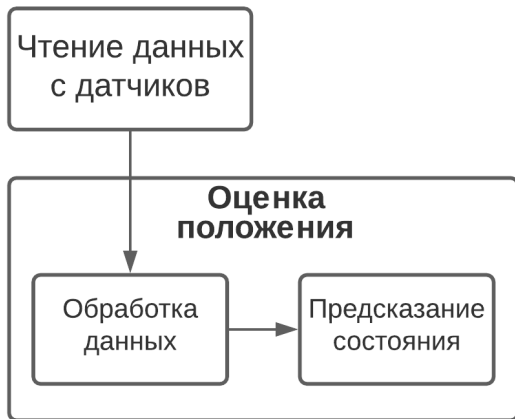 Чтение данных
с датчиков
Оценка
положения
Обработка
данных
Предсказание
состояния